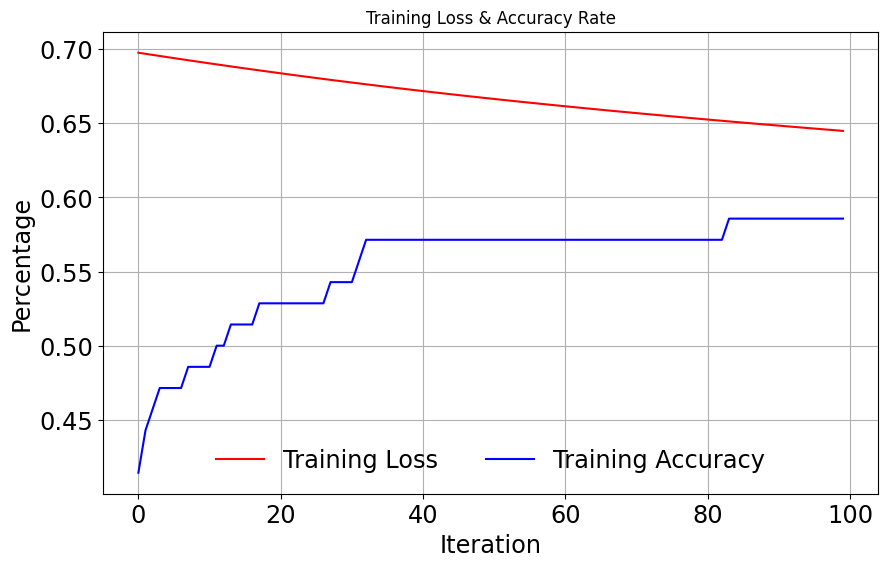 Training Loss & Accuracy Rate
0.70
0.65
0.60
0.55
0.50
0.45
Percentage
Training Loss Training Accuracy
0 20 40 60 80 100
Iteration